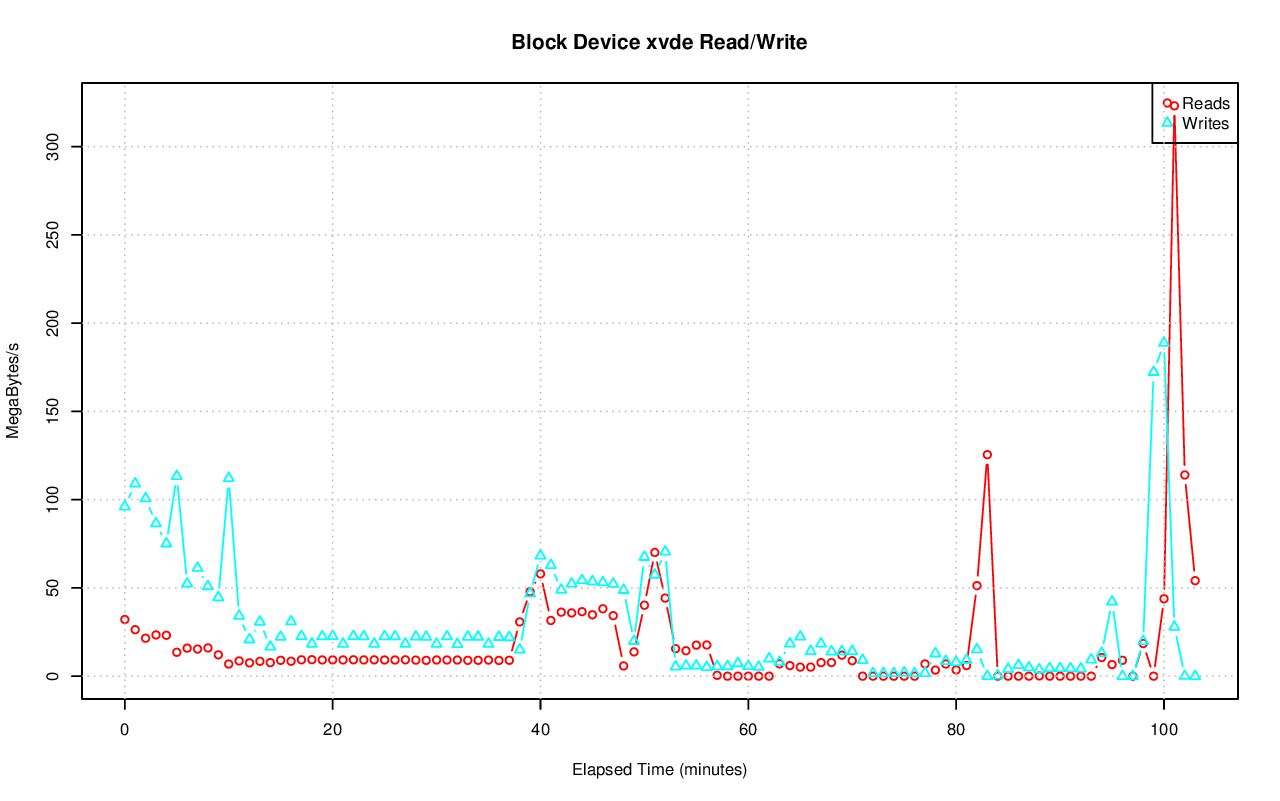 Block Device xvde Read/Write
Reads
Writes
MegaBytes/s
300
250
200
150
100
50
0
0 20 40 60 80 100
Elapsed Time (minutes)